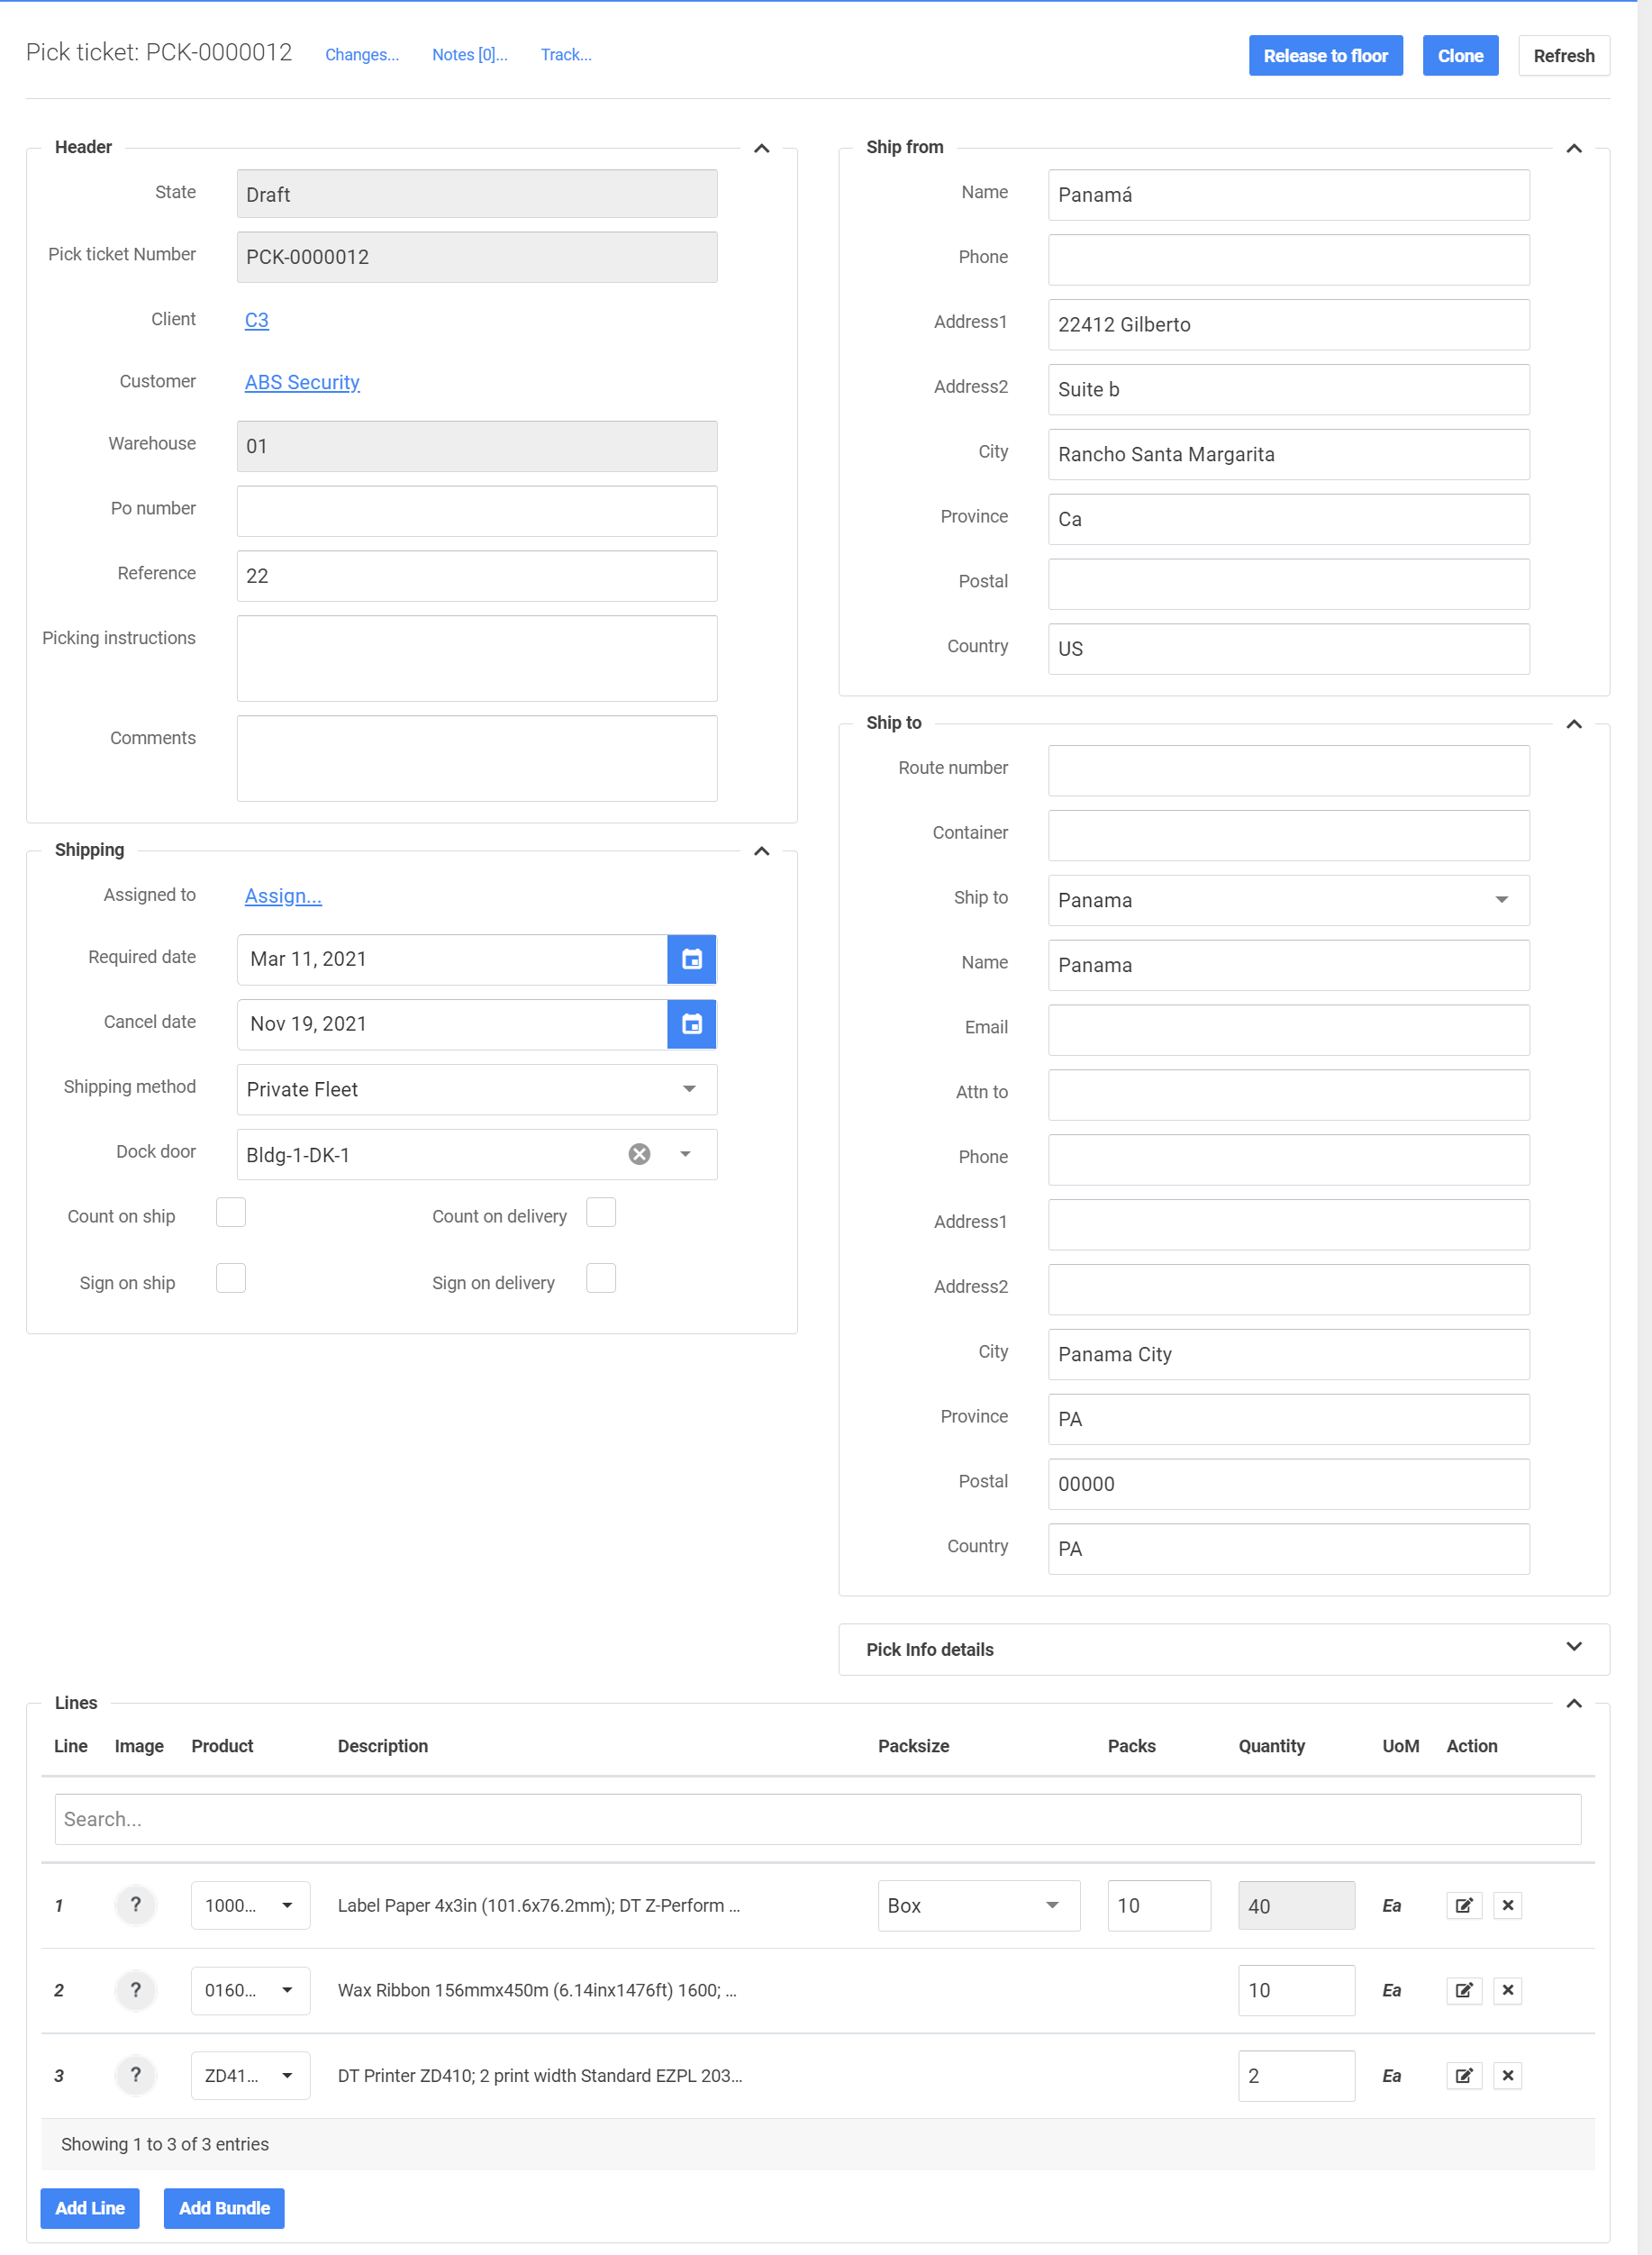 Pick ticket: PCK-0000012 Changes... Notes [0]... Track... Release to floor Clone Refresh
Header
State Draft
Pick ticket Number PCK-0000012
Client C3
Customer ABS Security
Warehouse 01
Po number
Reference 22
Picking instructions
Comments
Shipping
Assigned to Assign...
Required date Mar 11, 2021
Cancel date Nov 19, 2021
Shipping method Private Fleet
Dock door Bldg-1-DK-1
Count on ship Count on delivery
Sign on ship Sign on delivery
Ship from
Name Panamá
Phone
Address1 22412 Gilberto
Address2 Suite b
City Rancho Santa Margarita
Province Ca
Postal
Country US
Ship to
Route number
Container
Ship to Panama
Name Panama
Email
Attn to
Phone
Address1
Address2
City Panama City
Province PA
Postal 00000
Country PA
Pick Info details
Lines
Line Image Product Description Packsize Packs Quantity UoM Action
Search...
1 ? 1000... Label Paper 4x3in (101.6x76.2mm); DT Z-Perform ... Box 10 40 Ea
2 ? 0160... Wax Ribbon 156mmx450m (6.14inx1476ft) 1600; ... 10 Ea
3 ? ZD41... DT Printer ZD410; 2 print width Standard EZPL 203... 2 Ea
Showing 1 to 3 of 3 entries
Add Line Add Bundle